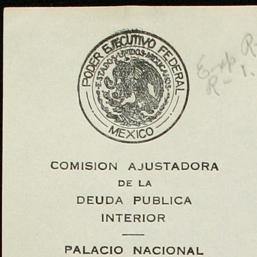 PODER EJECUTIVO FEDERAL
ESTADOS UNIDOS MEXICANOS
MEXICO
COMISION AJUSTADORA
DE LA
DEUDA PUBLICA
INTERIOR
PALACIO NACIONAL